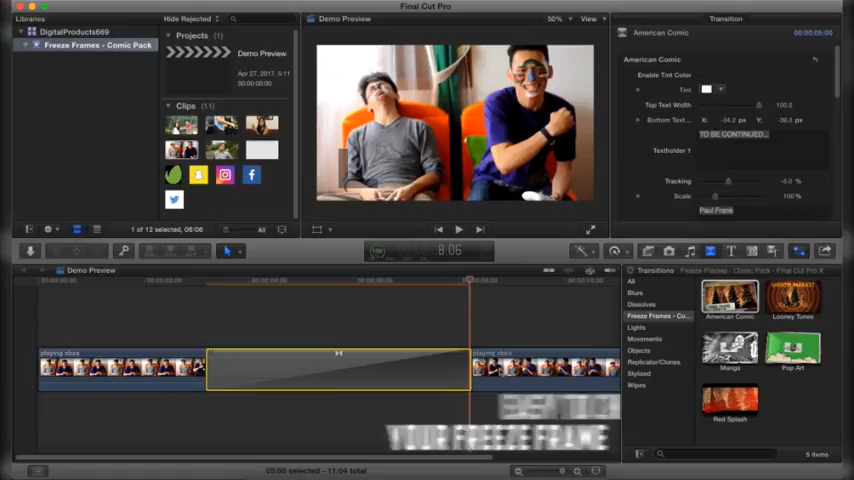 Final Cut Pro
Libraries
DigitalProducts669
Freeze Frames - Comic Pack
Hide Rejected
Projects (1)
Demo Preview
Apr 27, 2017, 5:11
00:00:00:00
Clips (11)
1 of 12 selected, 06:08
All
Demo Preview
50%
View
Transition
American Comic
00:00:05:00
American Comic
Enable Tint Color
Tint
Top Text Width
100.0
Bottom Text...
X: -34.2 px Y: -39.3 px
TO BE CONTINUED...
Textholder 1
Tracking
-5.0 %
Scale
100 %
Paul Frank
100
8:06
Demo Preview
00:00:00:00
00:00:02:00
00:00:04:00
playing xbox
playing xbox
YOUR FREEZE FRAME
05:00 selected - 11:04 total
Transitions
Freeze Frames - Comic Pack - Final Cut Pro X
All
Blurs
Dissolves
Freeze Frames - Co...
Lights
Movements
Objects
Replicator/Clones
Stylized
Wipes
American Comic
Looney Tunes
Manga
Pop Art
Red Splash
5 items